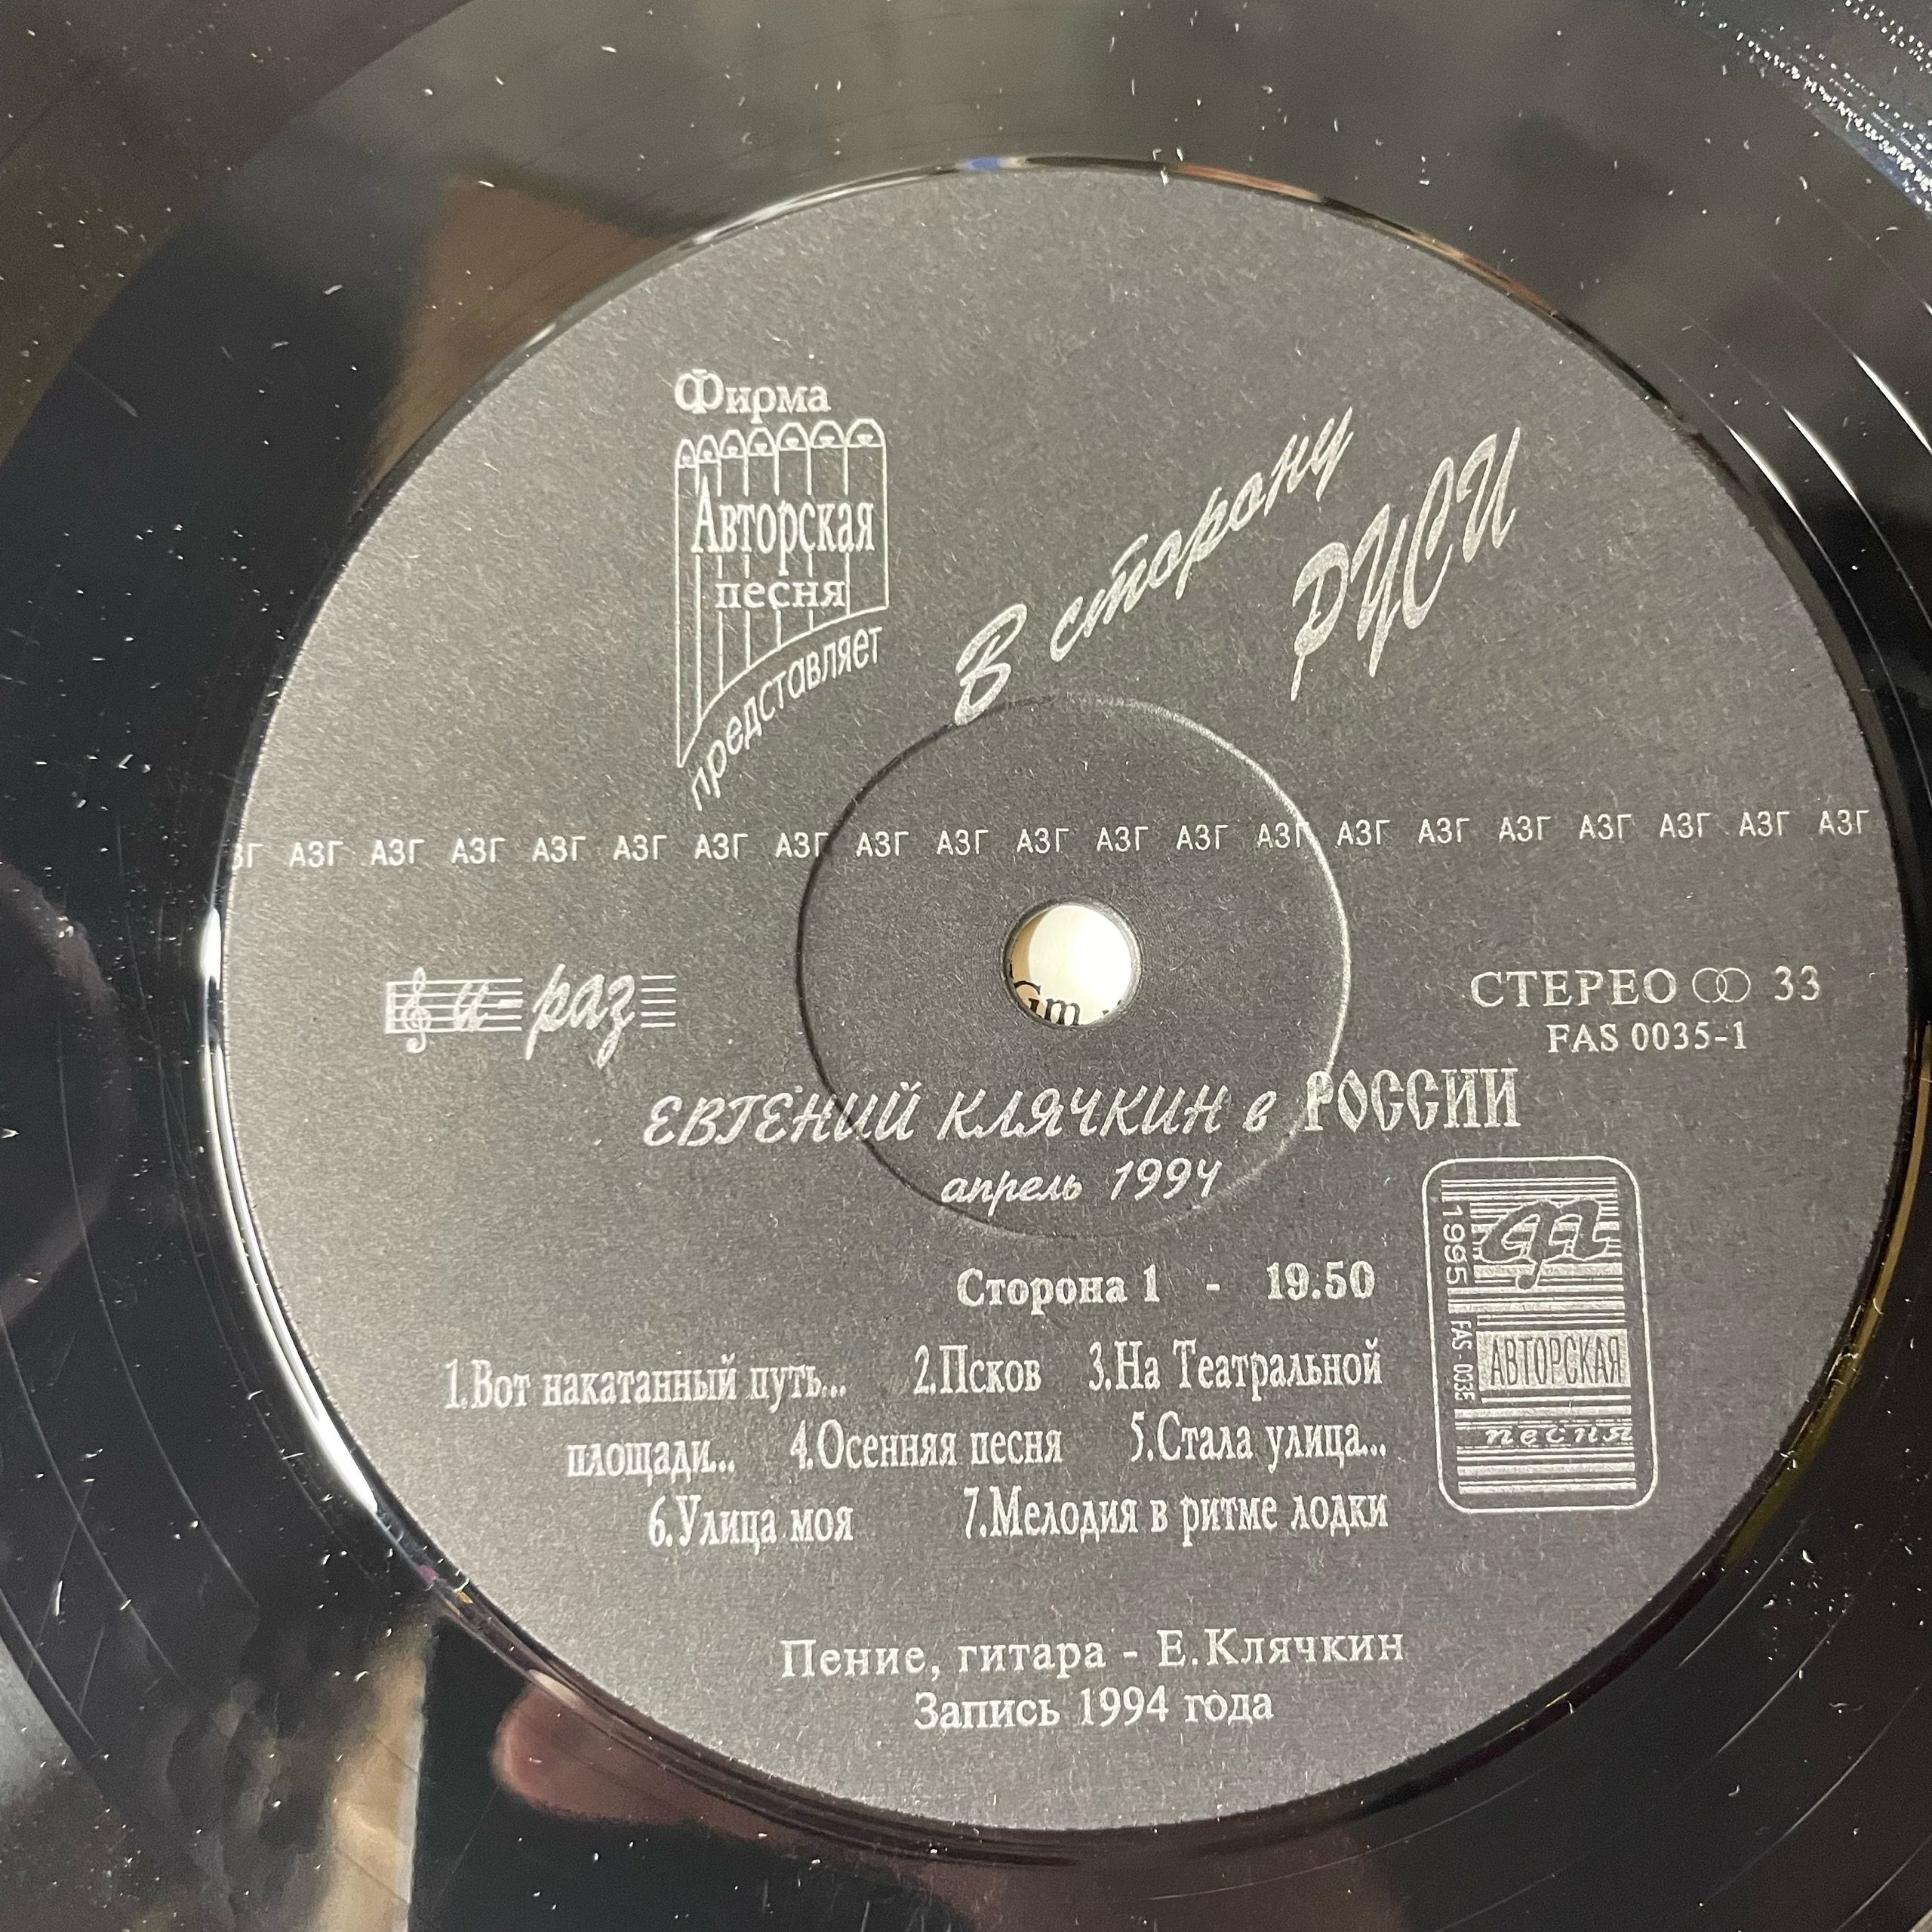 Фирма
Авторская
песня
представляет
В сторону
РУСИ
АЗГ АЗГ АЗГ АЗГ АЗГ АЗГ АЗГ АЗГ АЗГ АЗГ АЗГ АЗГ АЗГ АЗГ АЗГ АЗГ АЗГ АЗГ АЗГ АЗГ
и-раз
СТЕРЕО 33
FAS 0035-1
Gm
ЕВГЕНИЙ КЛЯЧКИН в РОССИИ
апрель 1994
Сторона 1 - 19.50
1.Вот накатанный путь... 2.Псков 3.На Театральной
площади... 4.Осенняя песня 5.Стала улица...
6.Улица моя 7.Мелодия в ритме лодки
1995
FAS - 0035
АВТОРСКАЯ
песня
Пение, гитара - Е.Клячкин
Запись 1994 года